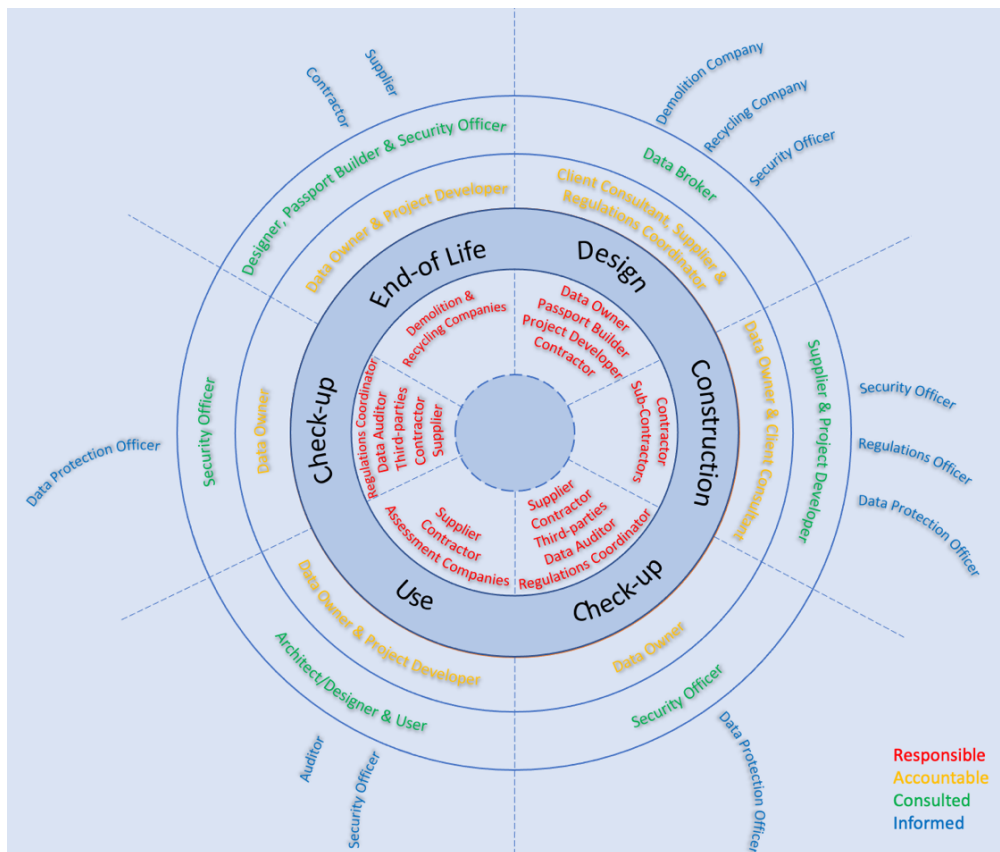 Supplier
Contractor
Designer, Passport Builder & Security Officer
Data Owner & Project Developer
End-of Life
Demolition &
Recycling Companies
Demolition Company
Recycling Company
Security Officer
Data Broker
Client Consultant, Supplier &
Regulations Coordinator
Design
Data Owner
Passport Builder
Project Developer
Contractor
Construction
Contractor
Sub-Contractors
Data Owner & Client Consultant
Supplier & Project Developer
Security Officer
Regulations Officer
Data Protection Officer
Check-up
Supplier
Contractor
Third-parties
Data Auditor
Regulations Coordinator
Data Owner
Security Officer
Data Protection Officer
Use
Supplier
Contractor
Assessment Companies
Data Owner & Project Developer
Architect/Designer & User
Auditor
Security Officer
Check-up
Regulations Coordinator
Data Auditor
Third-parties
Contractor
Supplier
Data Owner
Security Officer
Data Protection Officer
Responsible
Accountable
Consulted
Informed